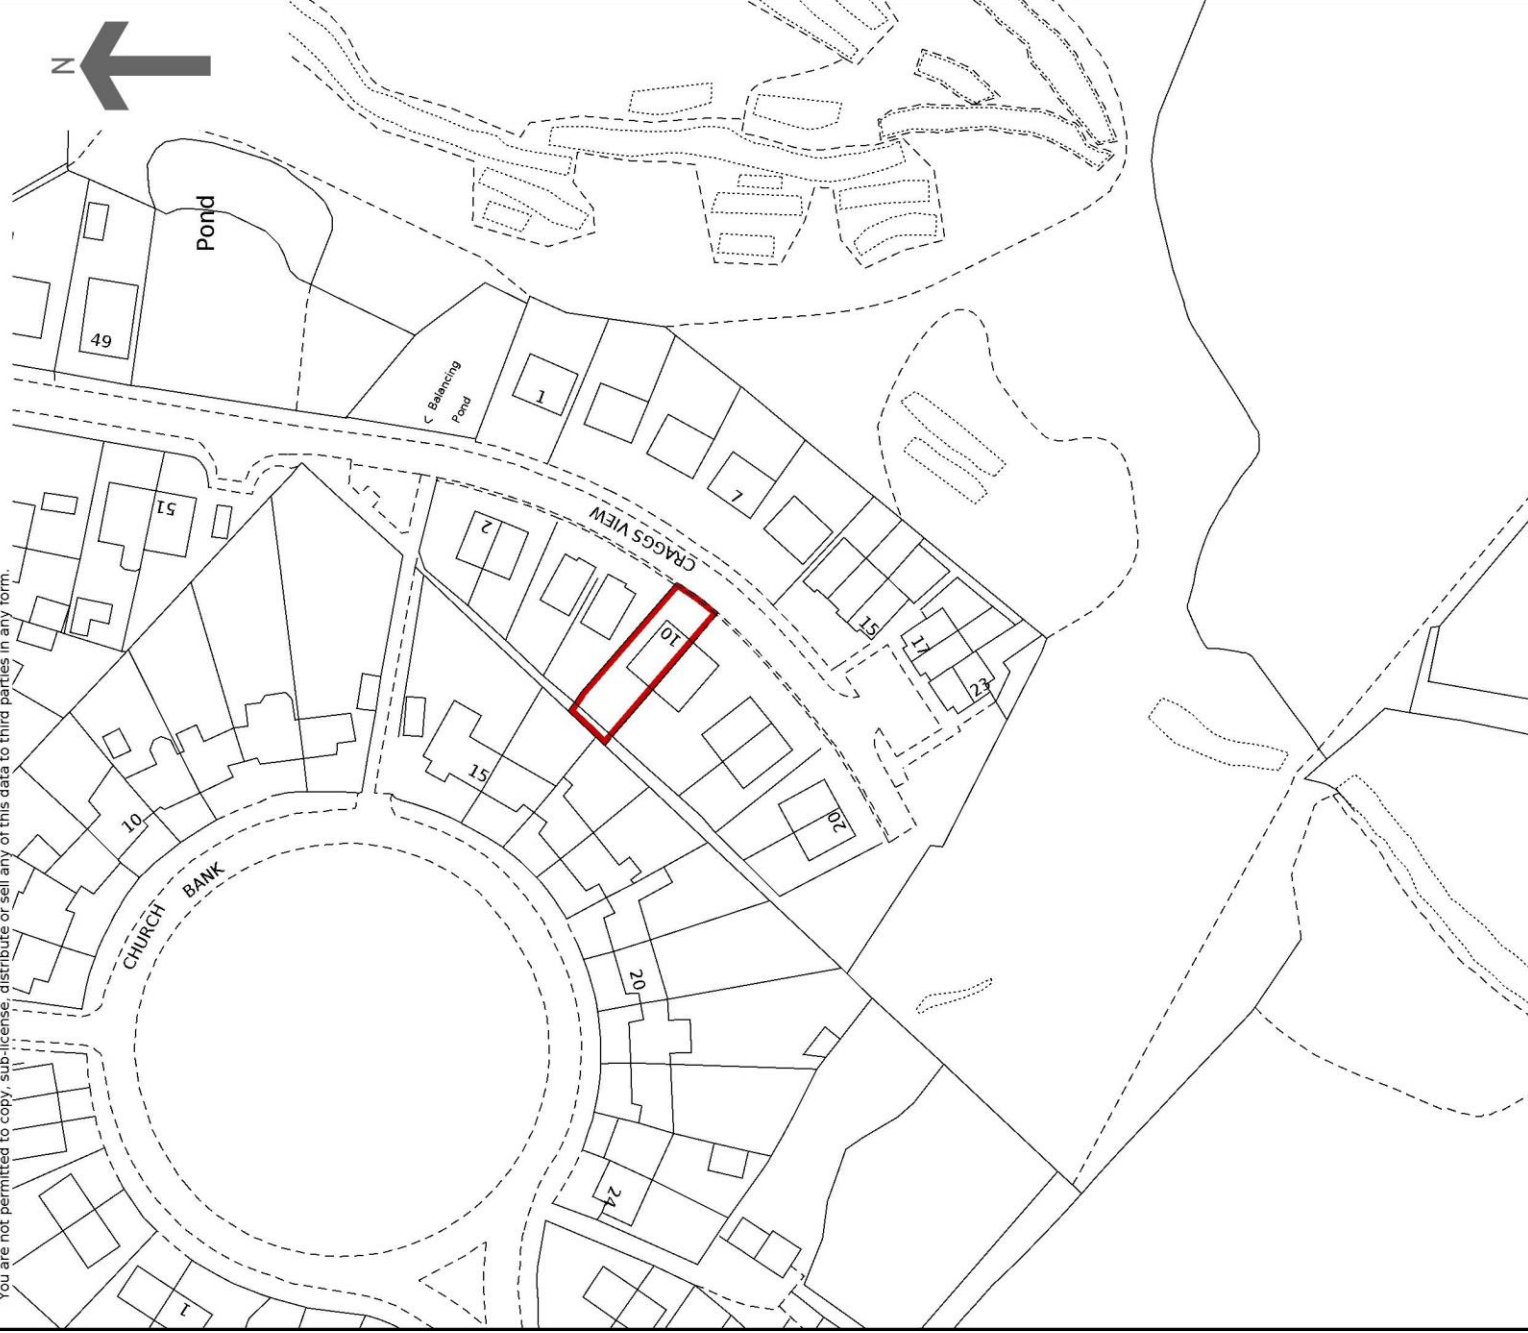 N
Pond
49
Balancing
Pond
1
51
2
7
CRAGGS VIEW
10
15
17
23
15
10
20
CHURCH BANK
20
24
1
You are not permitted to copy, sub-license, distribute or sell any of this data to third parties in any form.